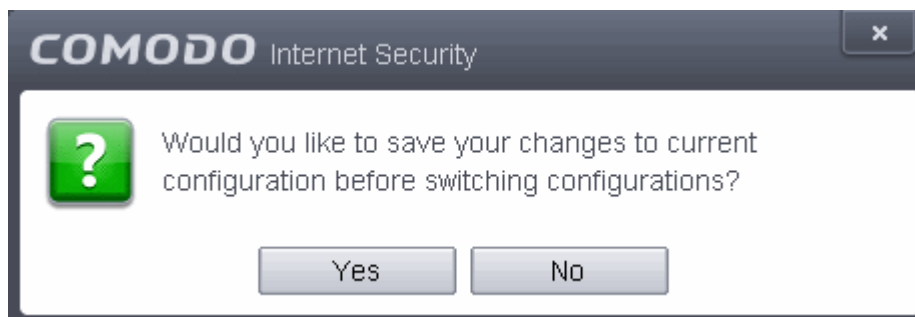 COMODO Internet Security
Would you like to save your changes to current
configuration before switching configurations?
Yes No